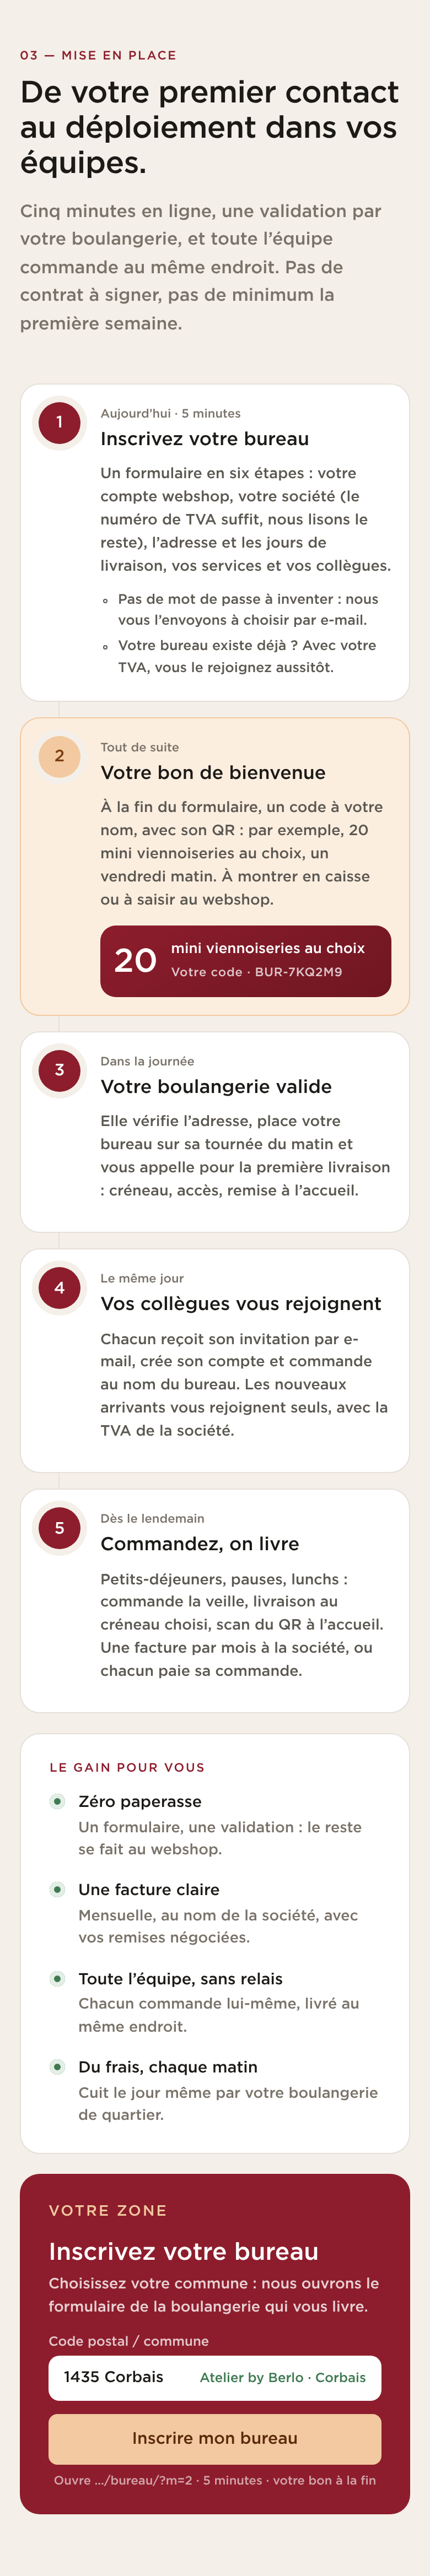 03 — MISE EN PLACE
De votre premier contact
au déploiement dans vos
équipes.
Cinq minutes en ligne, une validation par
votre boulangerie, et toute l’équipe
commande au même endroit. Pas de
contrat à signer, pas de minimum la
première semaine.
1
Aujourd’hui · 5 minutes
Inscrivez votre bureau
Un formulaire en six étapes : votre
compte webshop, votre société (le
numéro de TVA suffit, nous lisons le
reste), l’adresse et les jours de
livraison, vos services et vos collègues.
Pas de mot de passe à inventer : nous
vous l’envoyons à choisir par e-mail.
Votre bureau existe déjà ? Avec votre
TVA, vous le rejoignez aussitôt.
2
Tout de suite
Votre bon de bienvenue
À la fin du formulaire, un code à votre
nom, avec son QR : par exemple, 20
mini viennoiseries au choix, un
vendredi matin. À montrer en caisse
ou à saisir au webshop.
20
mini viennoiseries au choix
Votre code · BUR-7KQ2M9
3
Dans la journée
Votre boulangerie valide
Elle vérifie l’adresse, place votre
bureau sur sa tournée du matin et
vous appelle pour la première livraison
: créneau, accès, remise à l’accueil.
4
Le même jour
Vos collègues vous rejoignent
Chacun reçoit son invitation par e-
mail, crée son compte et commande
au nom du bureau. Les nouveaux
arrivants vous rejoignent seuls, avec la
TVA de la société.
5
Dès le lendemain
Commandez, on livre
Petits-déjeuners, pauses, lunchs :
commande la veille, livraison au
créneau choisi, scan du QR à l’accueil.
Une facture par mois à la société, ou
chacun paie sa commande.
LE GAIN POUR VOUS
Zéro paperasse
Un formulaire, une validation : le reste
se fait au webshop.
Une facture claire
Mensuelle, au nom de la société, avec
vos remises négociées.
Toute l’équipe, sans relais
Chacun commande lui-même, livré au
même endroit.
Du frais, chaque matin
Cuit le jour même par votre boulangerie
de quartier.
VOTRE ZONE
Inscrivez votre bureau
Choisissez votre commune : nous ouvrons le
formulaire de la boulangerie qui vous livre.
Code postal / commune
1435 Corbais
Atelier by Berlo · Corbais
Inscrire mon bureau
Ouvre …/bureau/?m=2 · 5 minutes · votre bon à la fin